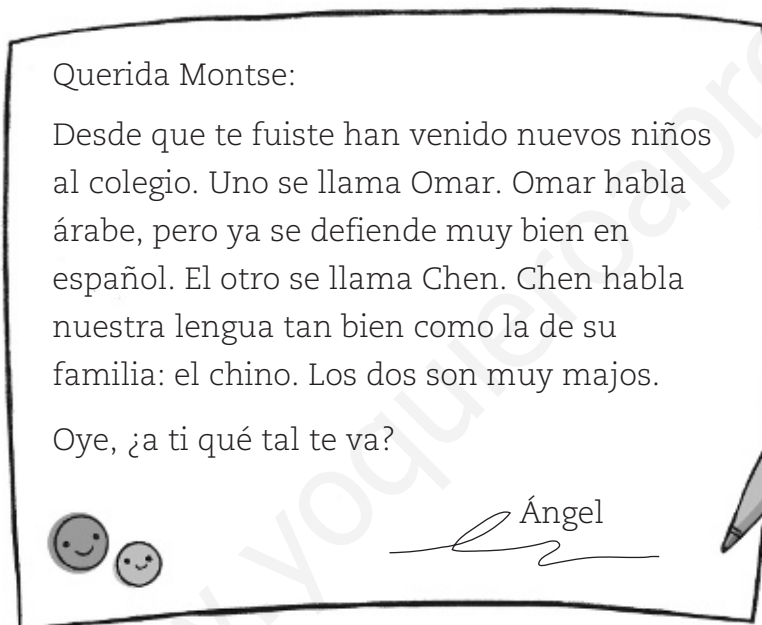 Querida Montse:
Desde que te fuiste han venido nuevos niños
al colegio. Uno se llama Omar. Omar habla
árabe, pero ya se defiende muy bien en
español. El otro se llama Chen. Chen habla
nuestra lengua tan bien como la de su
familia: el chino. Los dos son muy majos.
Oye, ¿a ti qué tal te va?
Ángel